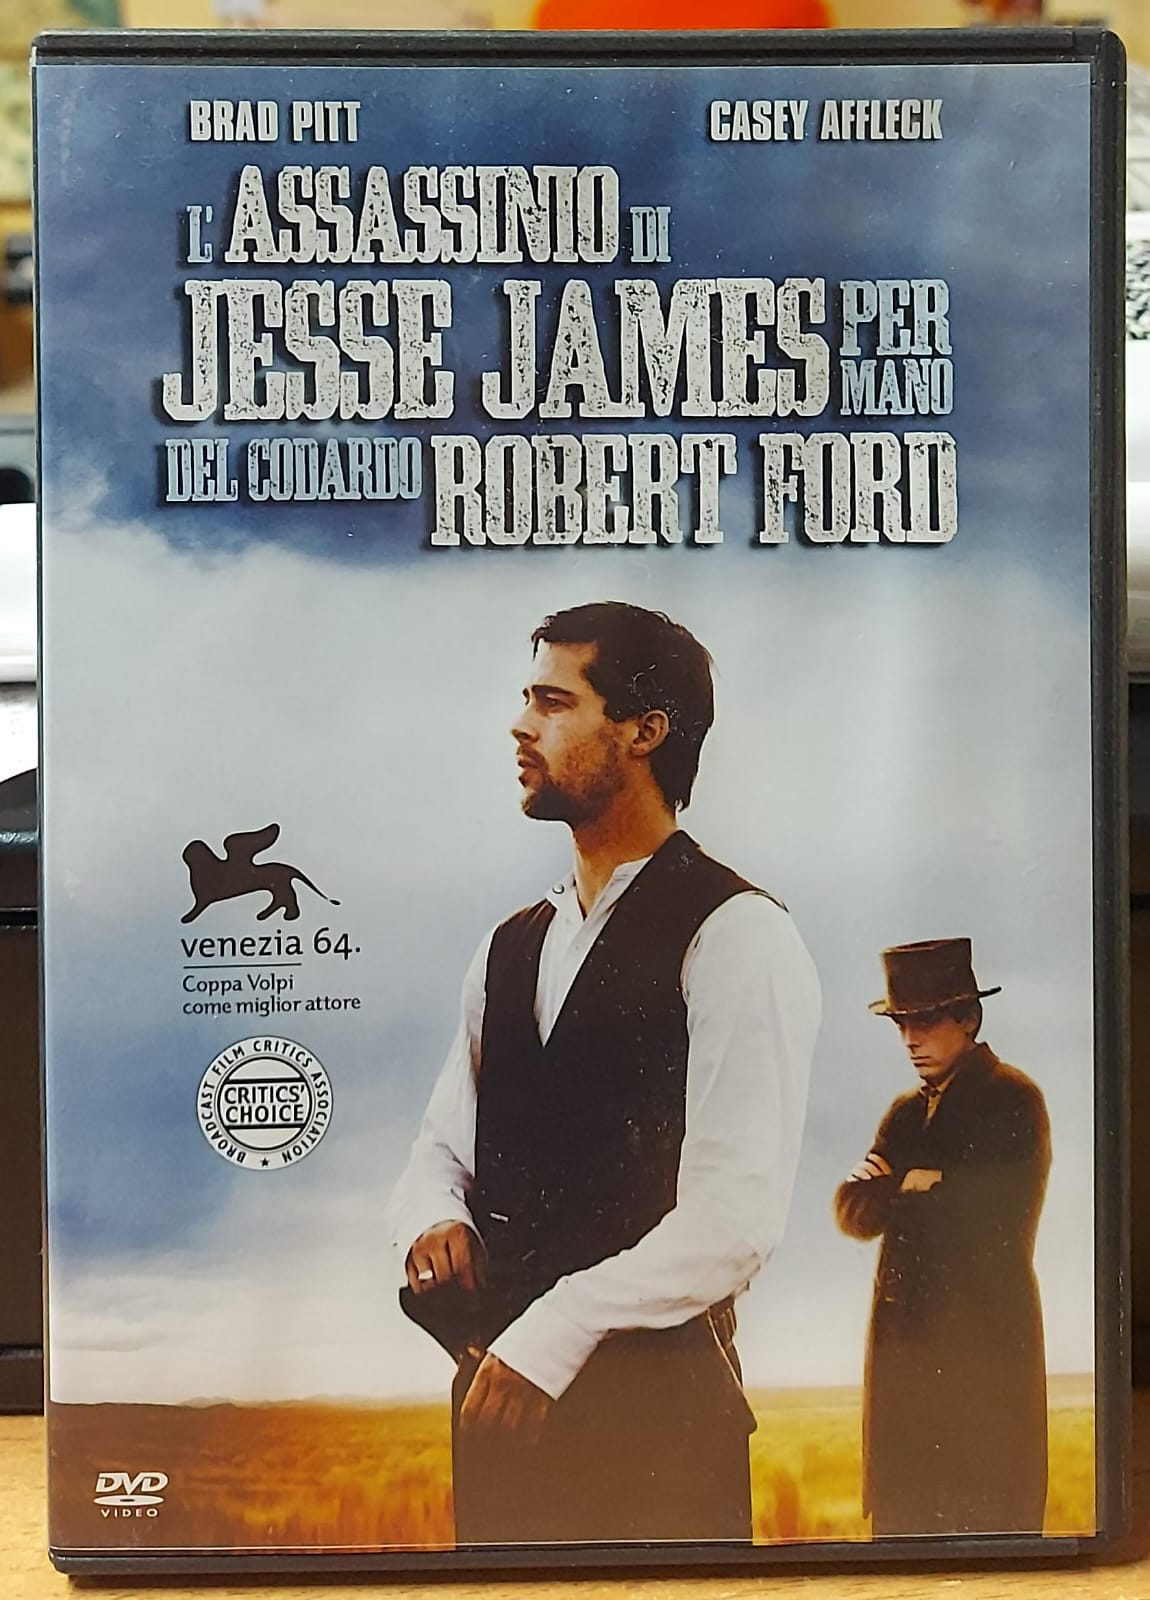 BRAD PITT CASEY AFFLECK
L'ASSASSINIO DI
JESSE JAMES PER MANO
DEL CODARDO ROBERT FORD
venezia 64.
Coppa Volpi
come miglior attore
BROADCAST FILM CRITICS ASSOCIATION
CRITICS'
CHOICE
DVD
VIDEO